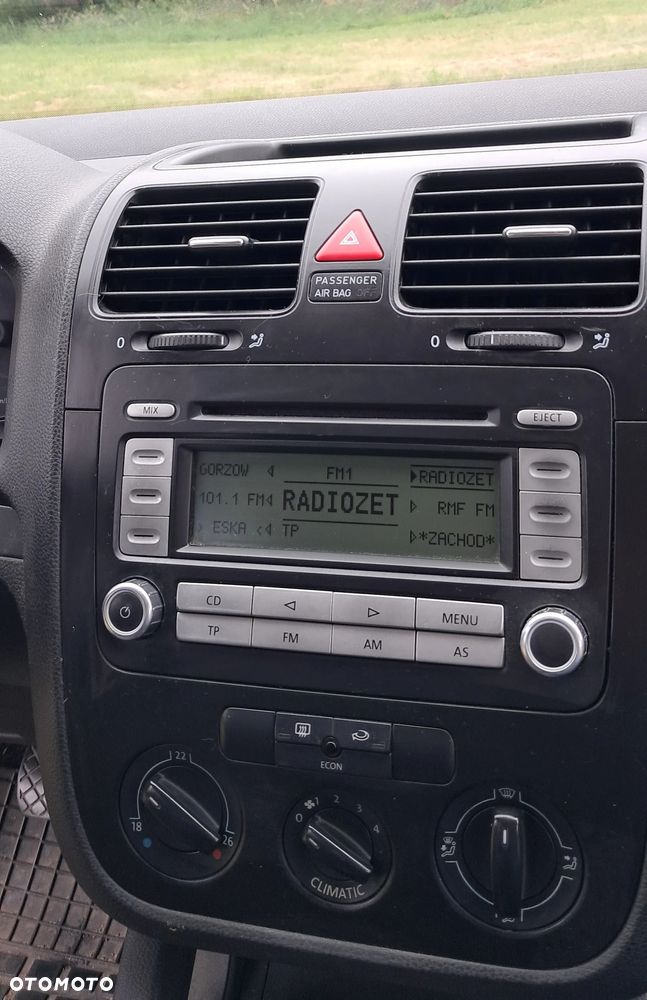 PASSENGER
AIR BAG OFF
0
0
MIX
EJECT
GORZOW FM1 RADIOZET
101.1 FM RADIOZET RMF FM
ESKA TP *ZACHOD*
CD MENU
TP FM AM AS
ECON
18 22 26
0 1 2 3 4
CLIMATIC
OTOMOTO